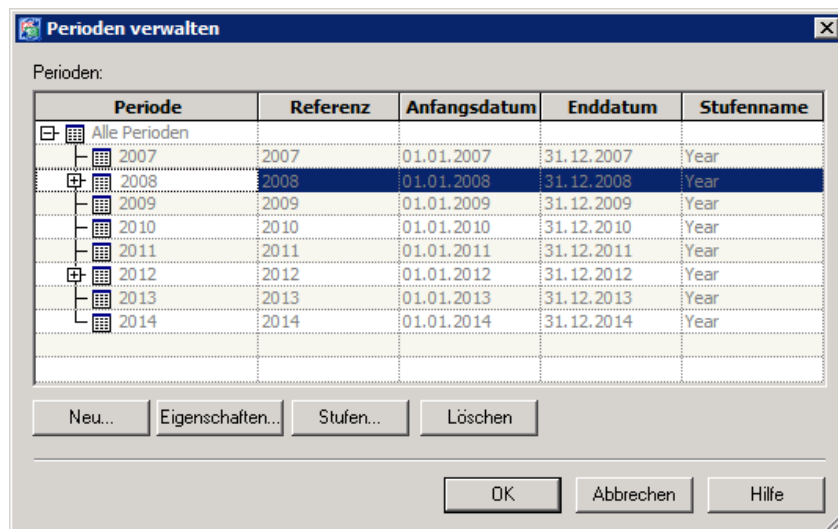 Perioden verwalten
Perioden:
Periode Referenz Anfangsdatum Enddatum Stufenname
Alle Perioden
2007 2007 01.01.2007 31.12.2007 Year
2008 2008 01.01.2008 31.12.2008 Year
2009 2009 01.01.2009 31.12.2009 Year
2010 2010 01.01.2010 31.12.2010 Year
2011 2011 01.01.2011 31.12.2011 Year
2012 2012 01.01.2012 31.12.2012 Year
2013 2013 01.01.2013 31.12.2013 Year
2014 2014 01.01.2014 31.12.2014 Year
Neu... Eigenschaften... Stufen... Löschen
OK Abbrechen Hilfe